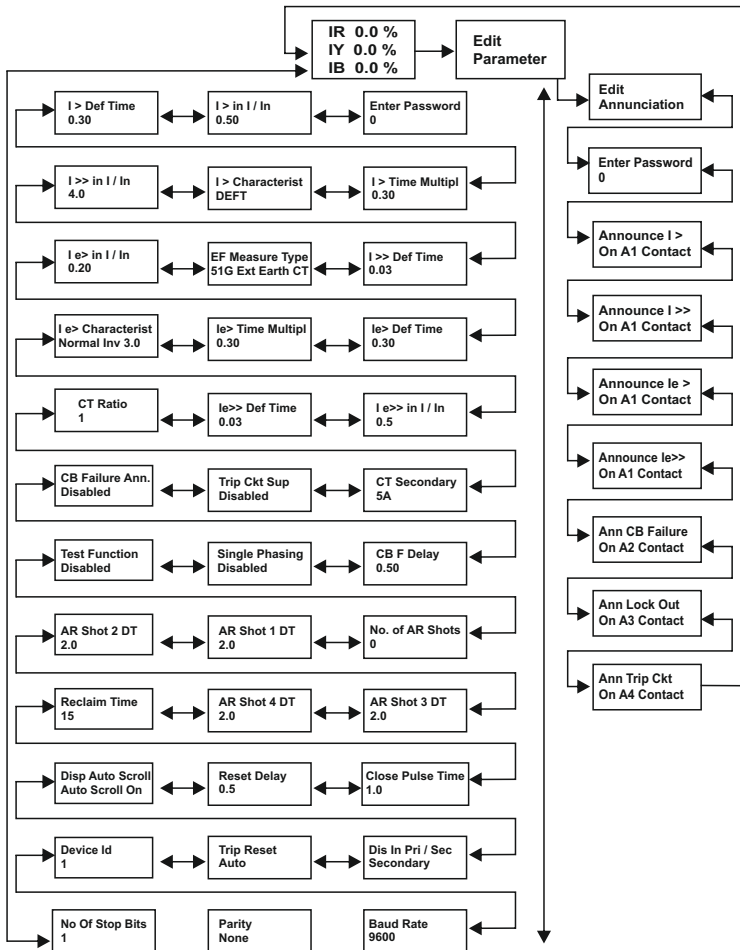 IR 0.0 %
IY 0.0 %
IB 0.0 %
Edit
Parameter
Edit
Annunciation
I > Def Time
0.30
I > in I / In
0.50
Enter Password
0
Enter Password
0
I >> in I / In
4.0
I > Characterist
DEFT
I > Time Multipl
0.30
Announce I >
On A1 Contact
I e> in I / In
0.20
EF Measure Type
51G Ext Earth CT
I >> Def Time
0.03
Announce I >>
On A1 Contact
I e> Characterist
Normal Inv 3.0
Ie> Time Multipl
0.30
Ie> Def Time
0.30
Announce Ie >
On A1 Contact
CT Ratio
1
Ie>> Def Time
0.03
I e>> in I / In
0.5
Announce Ie>>
On A1 Contact
CB Failure Ann.
Disabled
Trip Ckt Sup
Disabled
CT Secondary
5A
Ann CB Failure
On A2 Contact
Test Function
Disabled
Single Phasing
Disabled
CB F Delay
0.50
Ann Lock Out
On A3 Contact
AR Shot 2 DT
2.0
AR Shot 1 DT
2.0
No. of AR Shots
0
Ann Trip Ckt
On A4 Contact
Reclaim Time
15
AR Shot 4 DT
2.0
AR Shot 3 DT
2.0
Disp Auto Scroll
Auto Scroll On
Reset Delay
0.5
Close Pulse Time
1.0
Device Id
1
Trip Reset
Auto
Dis In Pri / Sec
Secondary
No Of Stop Bits
1
Parity
None
Baud Rate
9600